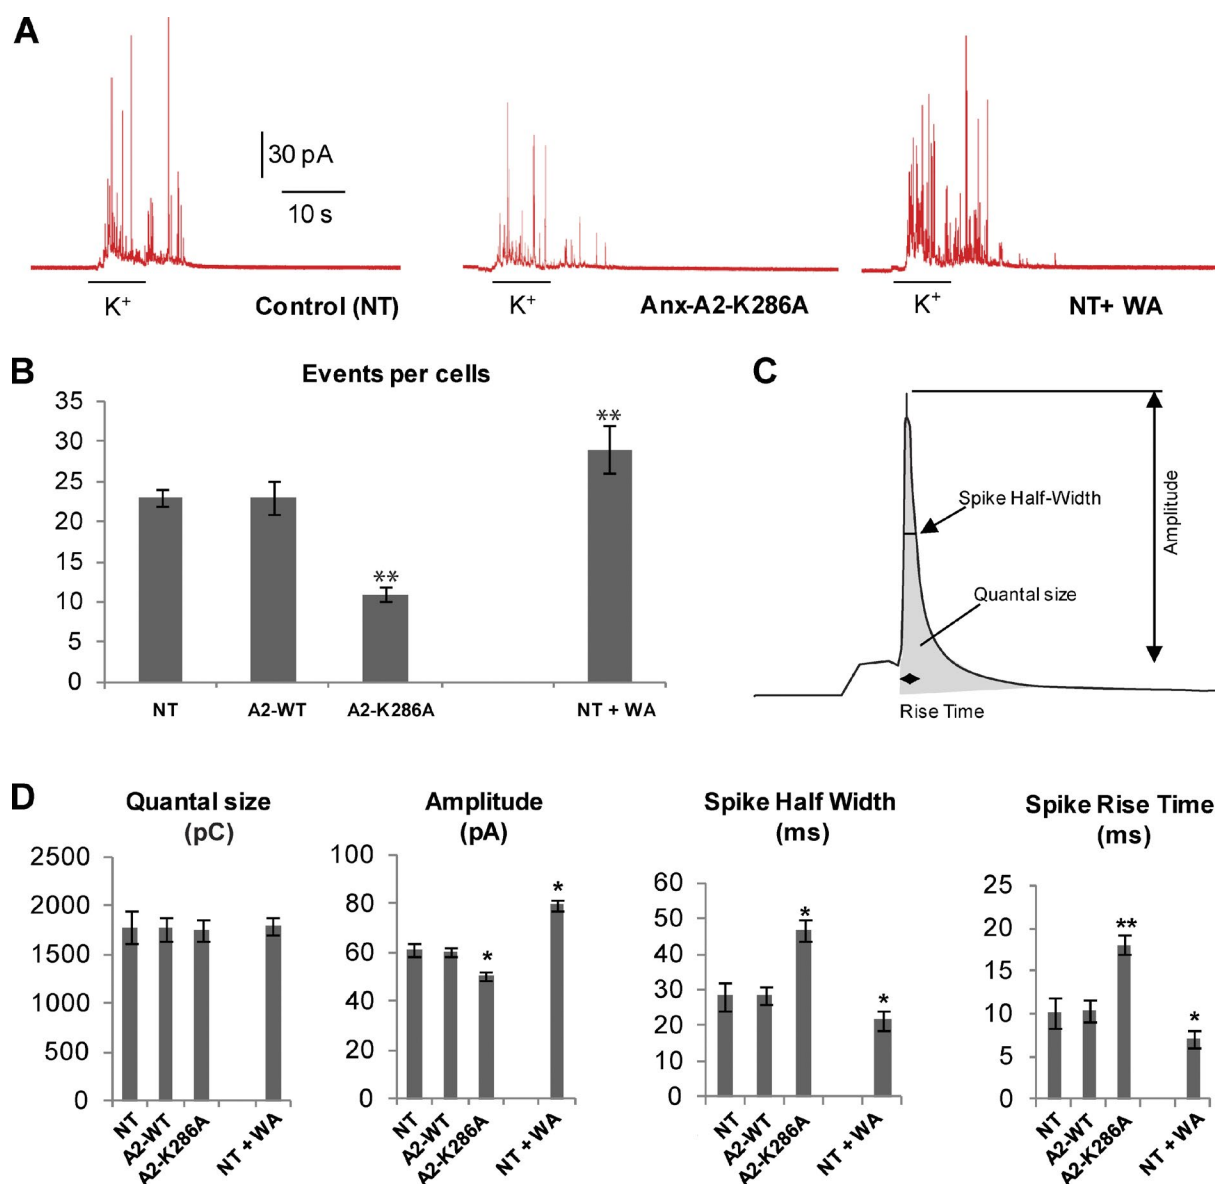 A
30 pA
10 s
K+
Control (NT)
K+
Anx-A2-K286A
K+
NT+ WA
B
Events per cells
35
30
25
20
15
10
5
0
**
**
NT
A2-WT
A2-K286A
NT + WA
C
Spike Half-Width
Quantal size
Amplitude
Rise Time
D
Quantal size
(pC)
2500
2000
1500
1000
500
0
NT
A2-WT
A2-K286A
NT + WA
Amplitude
(pA)
100
80
60
40
20
0
*
*
NT
A2-WT
A2-K286A
NT + WA
Spike Half Width
(ms)
60
50
40
30
20
10
0
*
*
NT
A2-WT
A2-K286A
NT + WA
Spike Rise Time
(ms)
25
20
15
10
5
0
**
*
NT
A2-WT
A2-K286A
NT + WA